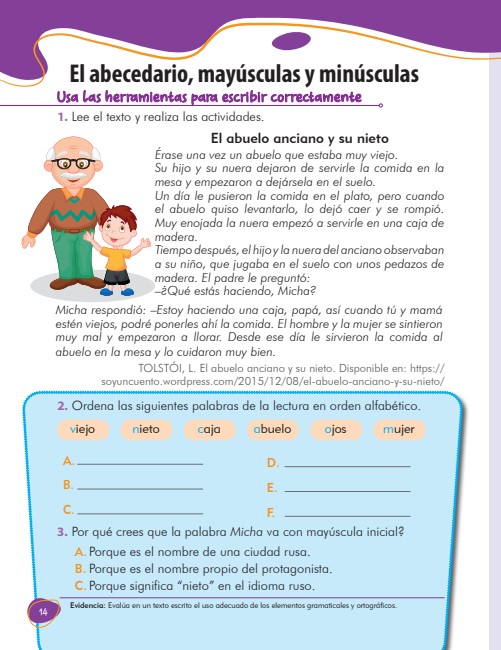 El abecedario, mayúsculas y minúsculas
Usa las herramientas para escribir correctamente
1. Lee el texto y realiza las actividades.
El abuelo anciano y su nieto
Érase una vez un abuelo que estaba muy viejo.
Su hijo y su nuera dejaron de servirle la comida en la
mesa y empezaron a dejársela en el suelo.
Un día le pusieron la comida en el plato, pero cuando
el abuelo quiso levantarlo, lo dejó caer y se rompió.
Muy enojada la nuera empezó a servirle en una caja de
madera.
Tiempo después, el hijo y la nuera del anciano observaban
a su niño, que jugaba en el suelo con unos pedazos de
madera. El padre le preguntó:
–¿Qué estás haciendo, Micha?
Micha respondió: –Estoy haciendo una caja, papá, así cuando tú y mamá
estén viejos, podré ponerles ahí la comida. El hombre y la mujer se sintieron
muy mal y empezaron a llorar. Desde ese día le sirvieron la comida al
abuelo en la mesa y lo cuidaron muy bien.
TOLSTÓI, L. El abuelo anciano y su nieto. Disponible en: https://
soyuncuento.wordpress.com/2015/12/08/el-abuelo-anciano-y-su-nieto/
2. Ordena las siguientes palabras de la lectura en orden alfabético.
viejo nieto caja abuelo ojos mujer
A. D.
B. E.
C. F.
3. Por qué crees que la palabra Micha va con mayúscula inicial?
A. Porque es el nombre de una ciudad rusa.
B. Porque es el nombre propio del protagonista.
C. Porque significa “nieto” en el idioma ruso.
14
Evidencia: Evalúa en un texto escrito el uso adecuado de los elementos gramaticales y ortográficos.